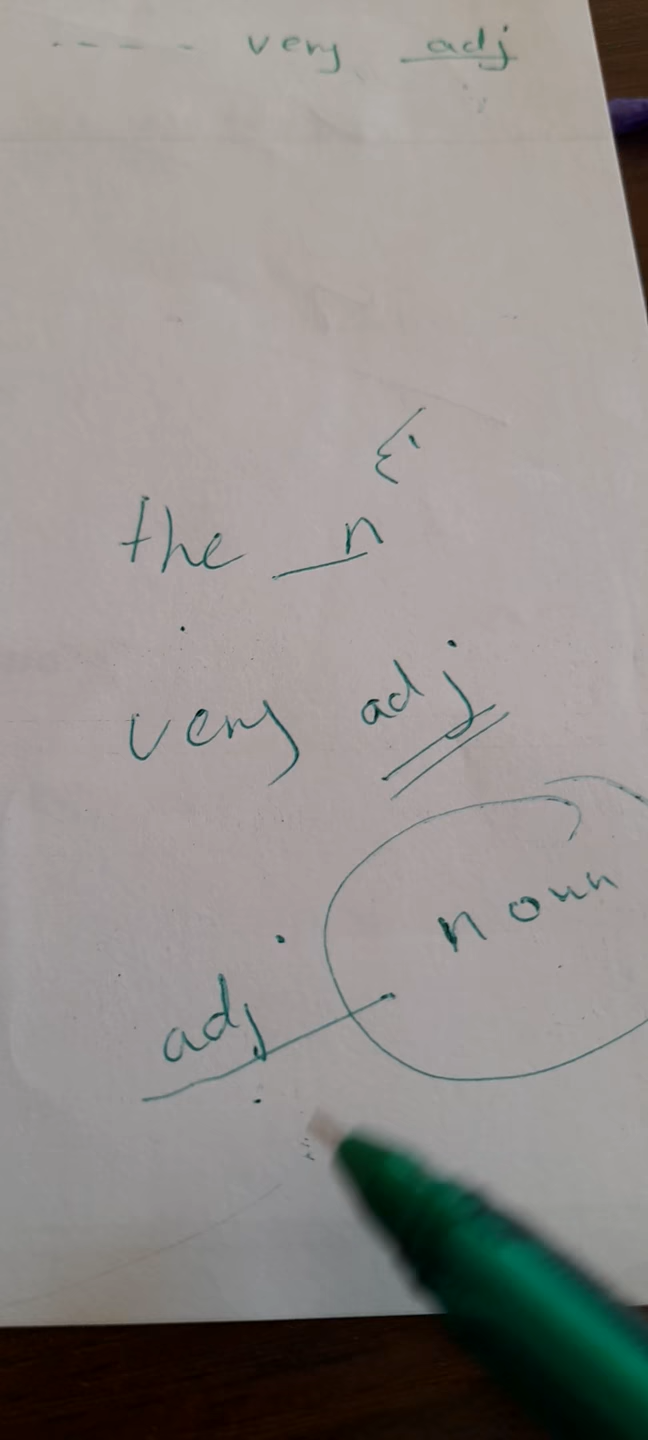 ---- very adj
the n
very adj
noun
adj